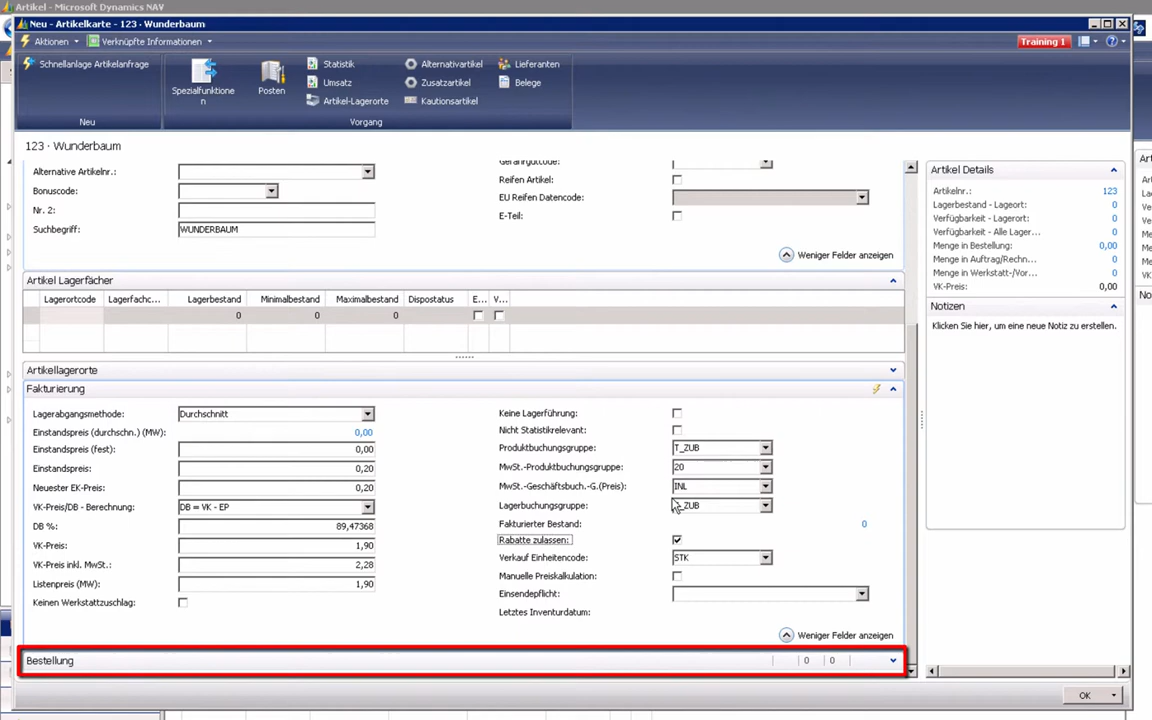 Artikel - Microsoft Dynamics NAV
Neu - Artikelkarte - 123 · Wunderbaum
Aktionen
Verknüpfte Informationen
Training 1
Schnellanlage Artikelanfrage
Neu
Spezialfunktione
n
Posten
Statistik
Umsatz
Artikel-Lagerorte
Alternativartikel
Zusatzartikel
Kautionsartikel
Lieferanten
Belege
Vorgang
123 · Wunderbaum
Alternative Artikelnr.:
Bonuscode:
Nr. 2:
Suchbegriff: WUNDERBAUM
Gefahrgutcode:
Reifen Artikel:
EU Reifen Datencode:
E-Teil:
Weniger Felder anzeigen
Artikel Lagerfächer
Lagerortcode Lagerfachc... Lagerbestand Minimalbestand Maximalbestand Dispostatus E... V...
0 0 0
Artikellagerorte
Fakturierung
Lagerabgangsmethode: Durchschnitt
Einstandspreis (durchschn.) (MW): 0,00
Einstandspreis (fest): 0,00
Einstandspreis: 0,20
Neuester EK-Preis: 0,20
VK-Preis/DB - Berechnung: DB = VK - EP
DB %: 89,47368
VK-Preis: 1,90
VK-Preis inkl. MwSt.: 2,28
Listenpreis (MW): 1,90
Keinen Werkstattzuschlag:
Keine Lagerführung:
Nicht Statistikrelevant:
Produktbuchungsgruppe: T_ZUB
MwSt.-Produktbuchungsgruppe: 20
MwSt.-Geschäftsbuch.-G.(Preis): INL
Lagerbuchungsgruppe: _ZUB
Fakturierter Bestand: 0
Rabatte zulassen:
Verkauf Einheitencode: STK
Manuelle Preiskalkulation:
Einsendepflicht:
Letztes Inventurdatum:
Weniger Felder anzeigen
Bestellung 0 0
Artikel Details
Artikelnr.: 123
Lagerbestand - Lageort: 0
Verfügbarkeit - Lagerort: 0
Verfügbarkeit - Alle Lager... 0
Menge in Bestellung: 0,00
Menge in Auftrag/Rechn... 0
Menge in Werkstatt-/Vor... 0
VK-Preis: 0,00
Notizen
Klicken Sie hier, um eine neue Notiz zu erstellen.
OK